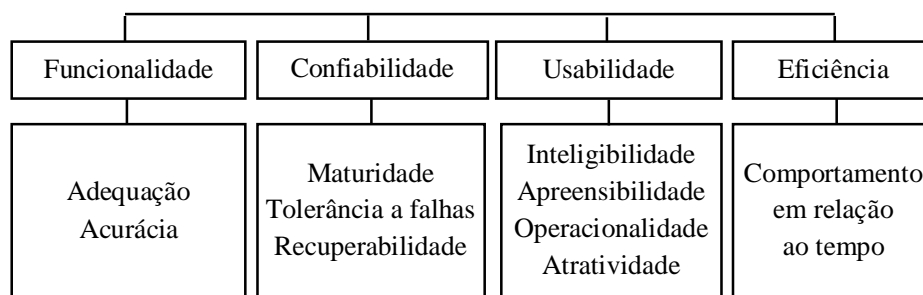 Funcionalidade
Confiabilidade
Usabilidade
Eficiência
Adequação
Acurácia
Maturidade
Tolerância a falhas
Recuperabilidade
Inteligibilidade
Apreensibilidade
Operacionalidade
Atratividade
Comportamento
em relação
ao tempo